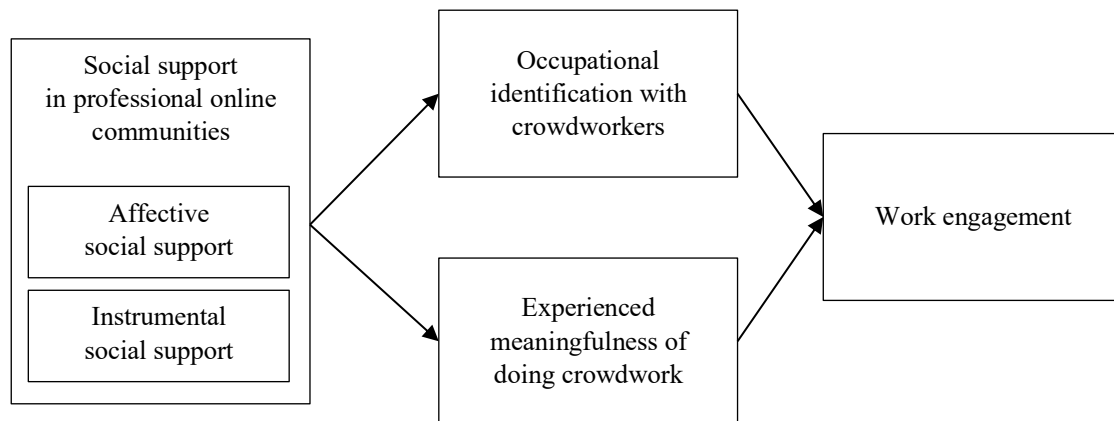 Social support
in professional online
communities
Affective
social support
Instrumental
social support
Occupational
identification with
crowdworkers
Experienced
meaningfulness of
doing crowdwork
Work engagement